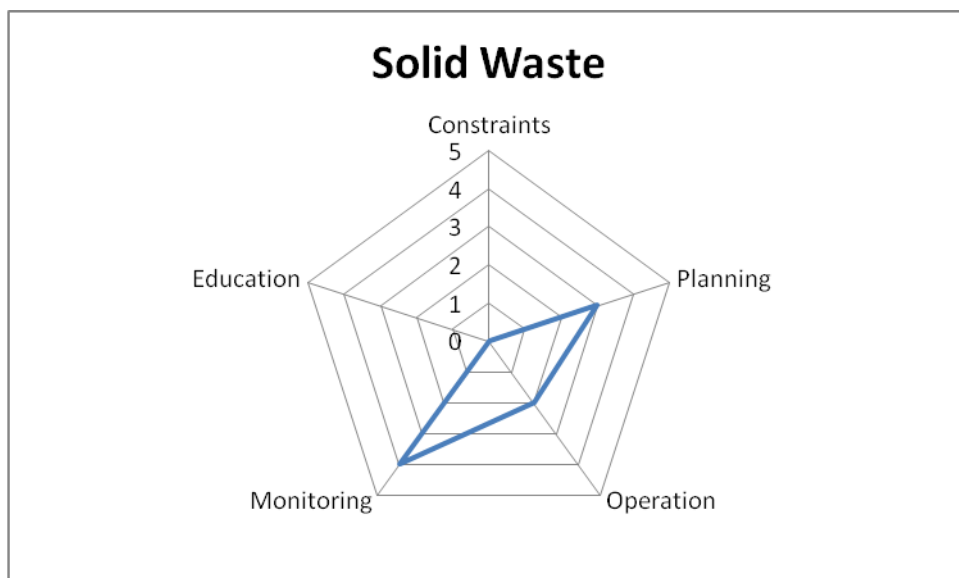 Solid Waste
Constraints
5
4
3
2
1
0
Education
Planning
Monitoring
Operation